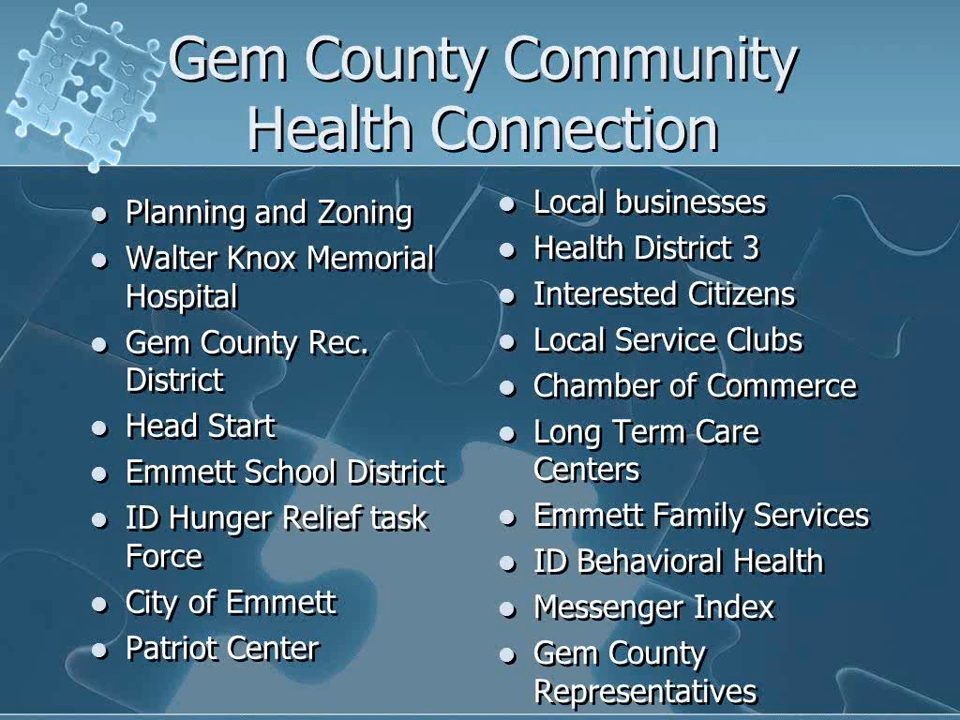 Gem County Community
Health Connection
● Planning and Zoning
● Walter Knox Memorial
Hospital
● Gem County Rec.
District
● Head Start
● Emmett School District
● ID Hunger Relief task
Force
● City of Emmett
● Patriot Center
● Local businesses
● Health District 3
● Interested Citizens
● Local Service Clubs
● Chamber of Commerce
● Long Term Care
Centers
● Emmett Family Services
● ID Behavioral Health
● Messenger Index
● Gem County
Representatives